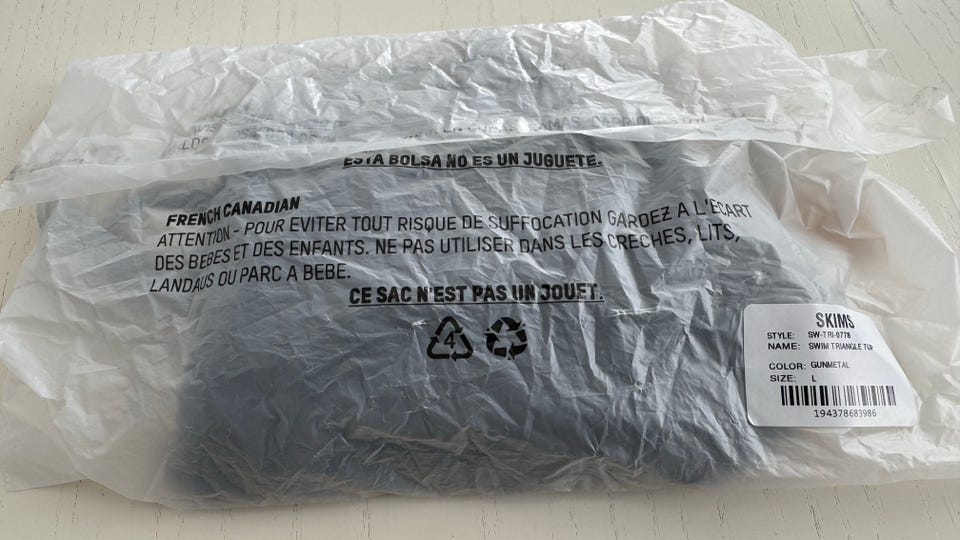 ESTA BOLSA NO ES UN JUGUETE.
FRENCH CANADIAN
ATTENTION - POUR EVITER TOUT RISQUE DE SUFFOCATION GARDEZ A L'ÉCART
DES BEBES ET DES ENFANTS. NE PAS UTILISER DANS LES CRECHES, LITS,
LANDAUS OU PARC A BEBE.
CE SAC N'EST PAS UN JOUET.
4
SKIMS
STYLE: SW-TRI-0778
NAME: SWIM TRIANGLE TOP
COLOR: GUNMETAL
SIZE: L
194378683986